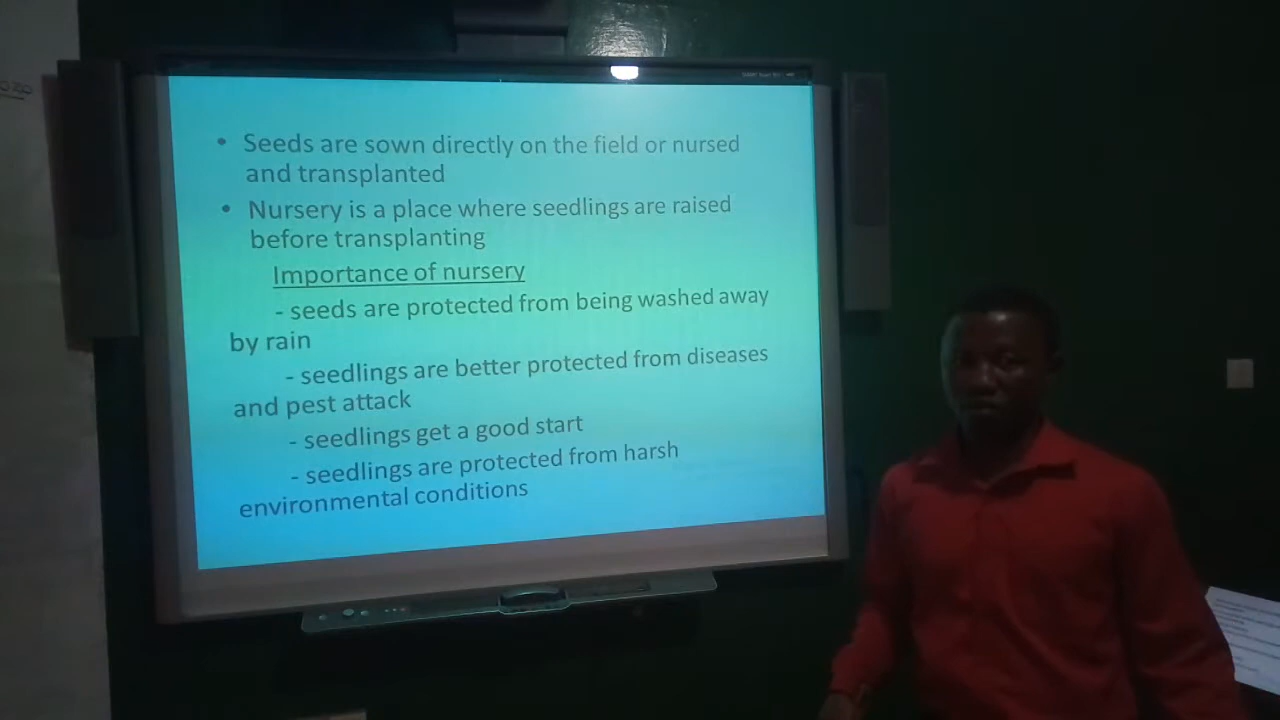 • Seeds are sown directly on the field or nursed
and transplanted
• Nursery is a place where seedlings are raised
before transplanting
Importance of nursery
- seeds are protected from being washed away
by rain
- seedlings are better protected from diseases
and pest attack
- seedlings get a good start
- seedlings are protected from harsh
environmental conditions